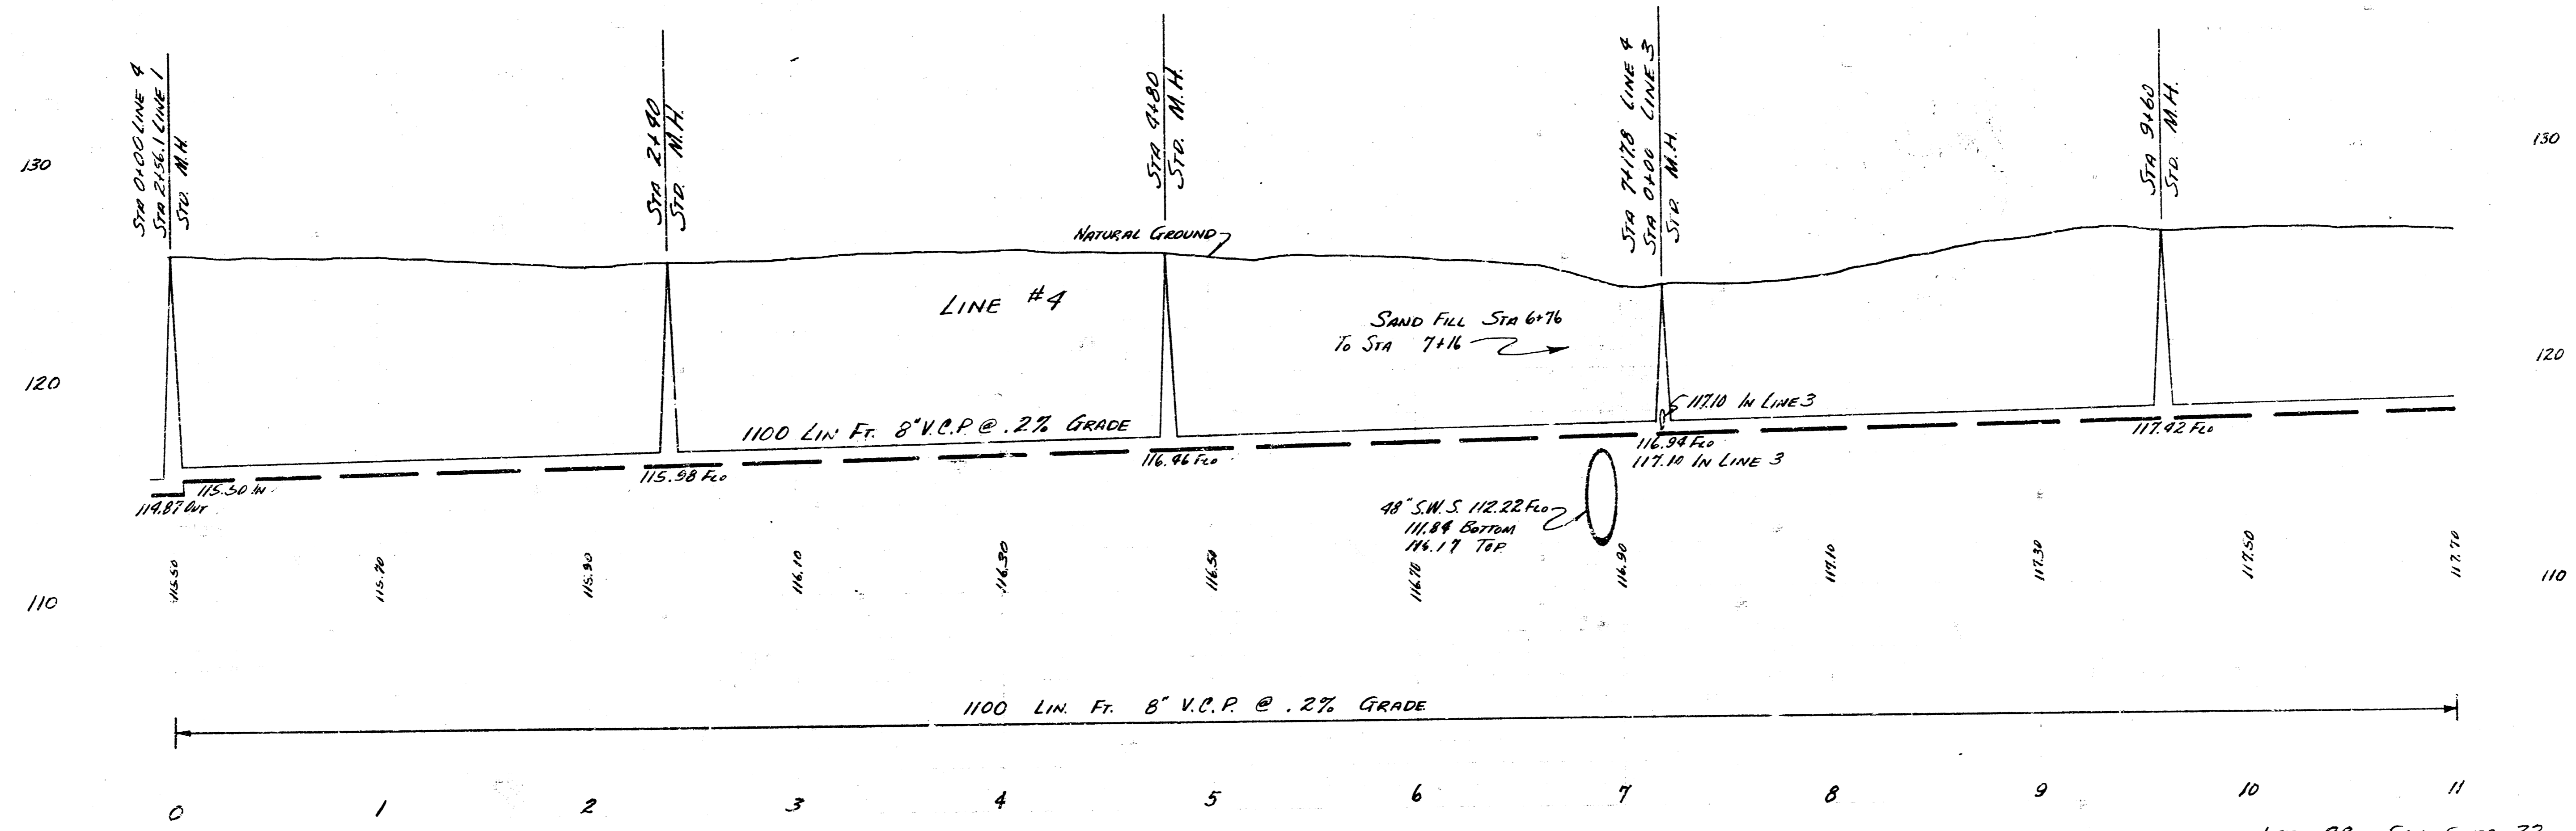 STA 0+00 LINE 4
STA 2+56.1 LINE 1
STD. M.H.
STA 2+40
STD. M.H.
STA 4+80
STD. M.H.
STA 7+17.8 LINE 4
STA 0+00 LINE 3
STD. M.H.
STA 9+60
STD. M.H.
130
130
NATURAL GROUND
LINE #4
SAND FILL STA 6+76
TO STA 7+16
120
120
1100 LIN FT. 8" V.C.P. @ .2% GRADE
117.10 IN LINE 3
115.50 IN
114.87 OUT
115.98 FLO
116.46 FLO
116.94 FLO
117.10 IN LINE 3
117.42 FLO
48" S.W.S. 112.22 FLO
111.84 BOTTOM
116.17 TOP
110
110
115.50
115.70
115.90
116.10
116.30
116.50
116.70
116.90
117.10
117.30
117.50
117.70
1100 LIN. FT. 8" V.C.P. @ .2% GRADE
0
1
2
3
4
5
6
7
8
9
10
11